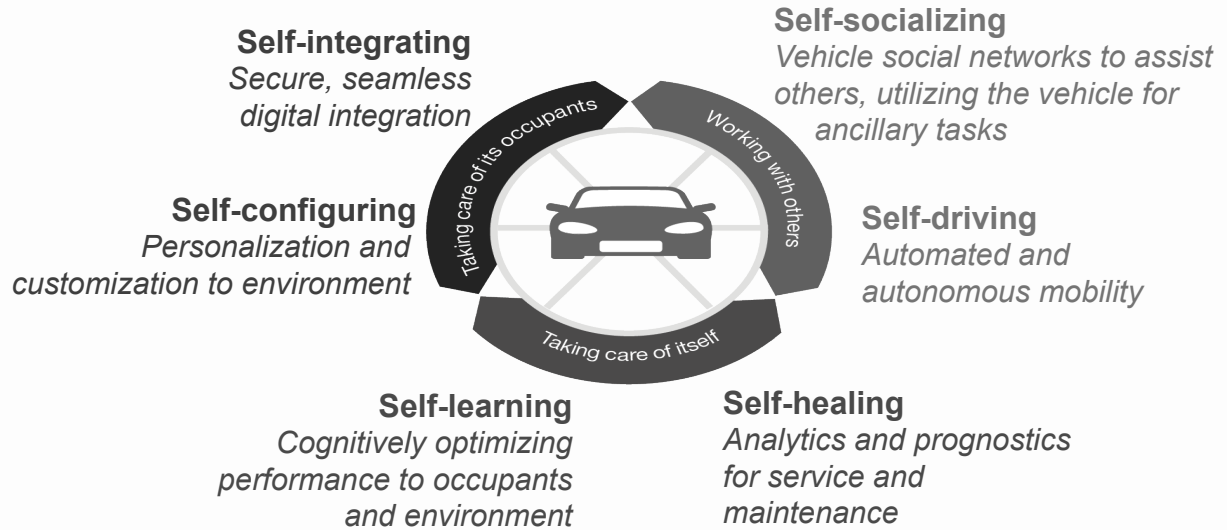 Self-integrating
Secure, seamless
digital integration
Self-socializing
Vehicle social networks to assist
others, utilizing the vehicle for
ancillary tasks
Taking care of its occupants
Working with others
Self-configuring
Personalization and
customization to environment
Self-driving
Automated and
autonomous mobility
Taking care of itself
Self-learning
Cognitively optimizing
performance to occupants
and environment
Self-healing
Analytics and prognostics
for service and
maintenance